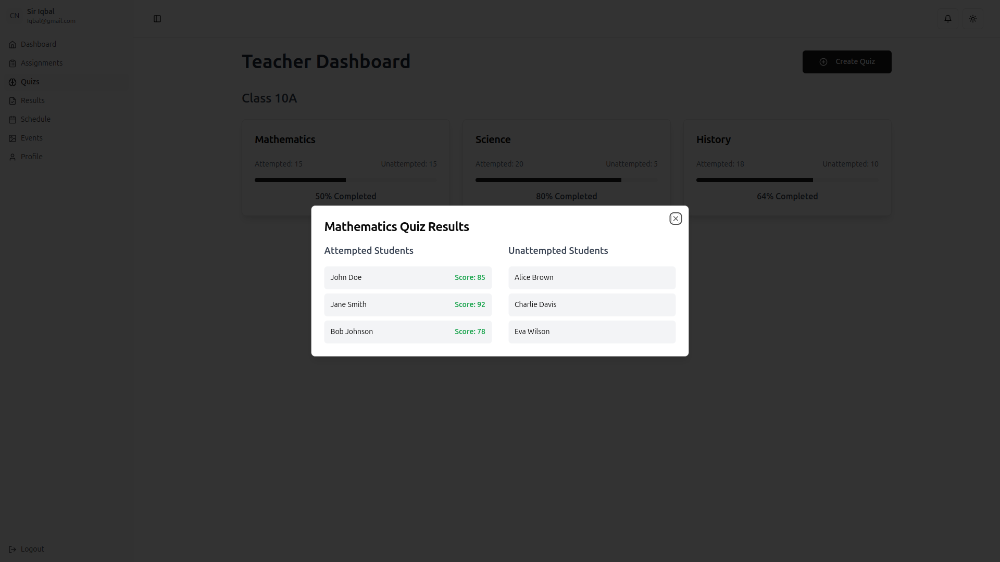 CN
Sir Iqbal
Iqbal@gmail.com
Dashboard
Assignments
Quizs
Results
Schedule
Events
Profile
Logout
Teacher Dashboard
Create Quiz
Class 10A
Mathematics
Attempted: 15 Unattempted: 15
50% Completed
Science
Attempted: 20 Unattempted: 5
80% Completed
History
Attempted: 18 Unattempted: 10
64% Completed
Mathematics Quiz Results
Attempted Students
John Doe Score: 85
Jane Smith Score: 92
Bob Johnson Score: 78
Unattempted Students
Alice Brown
Charlie Davis
Eva Wilson